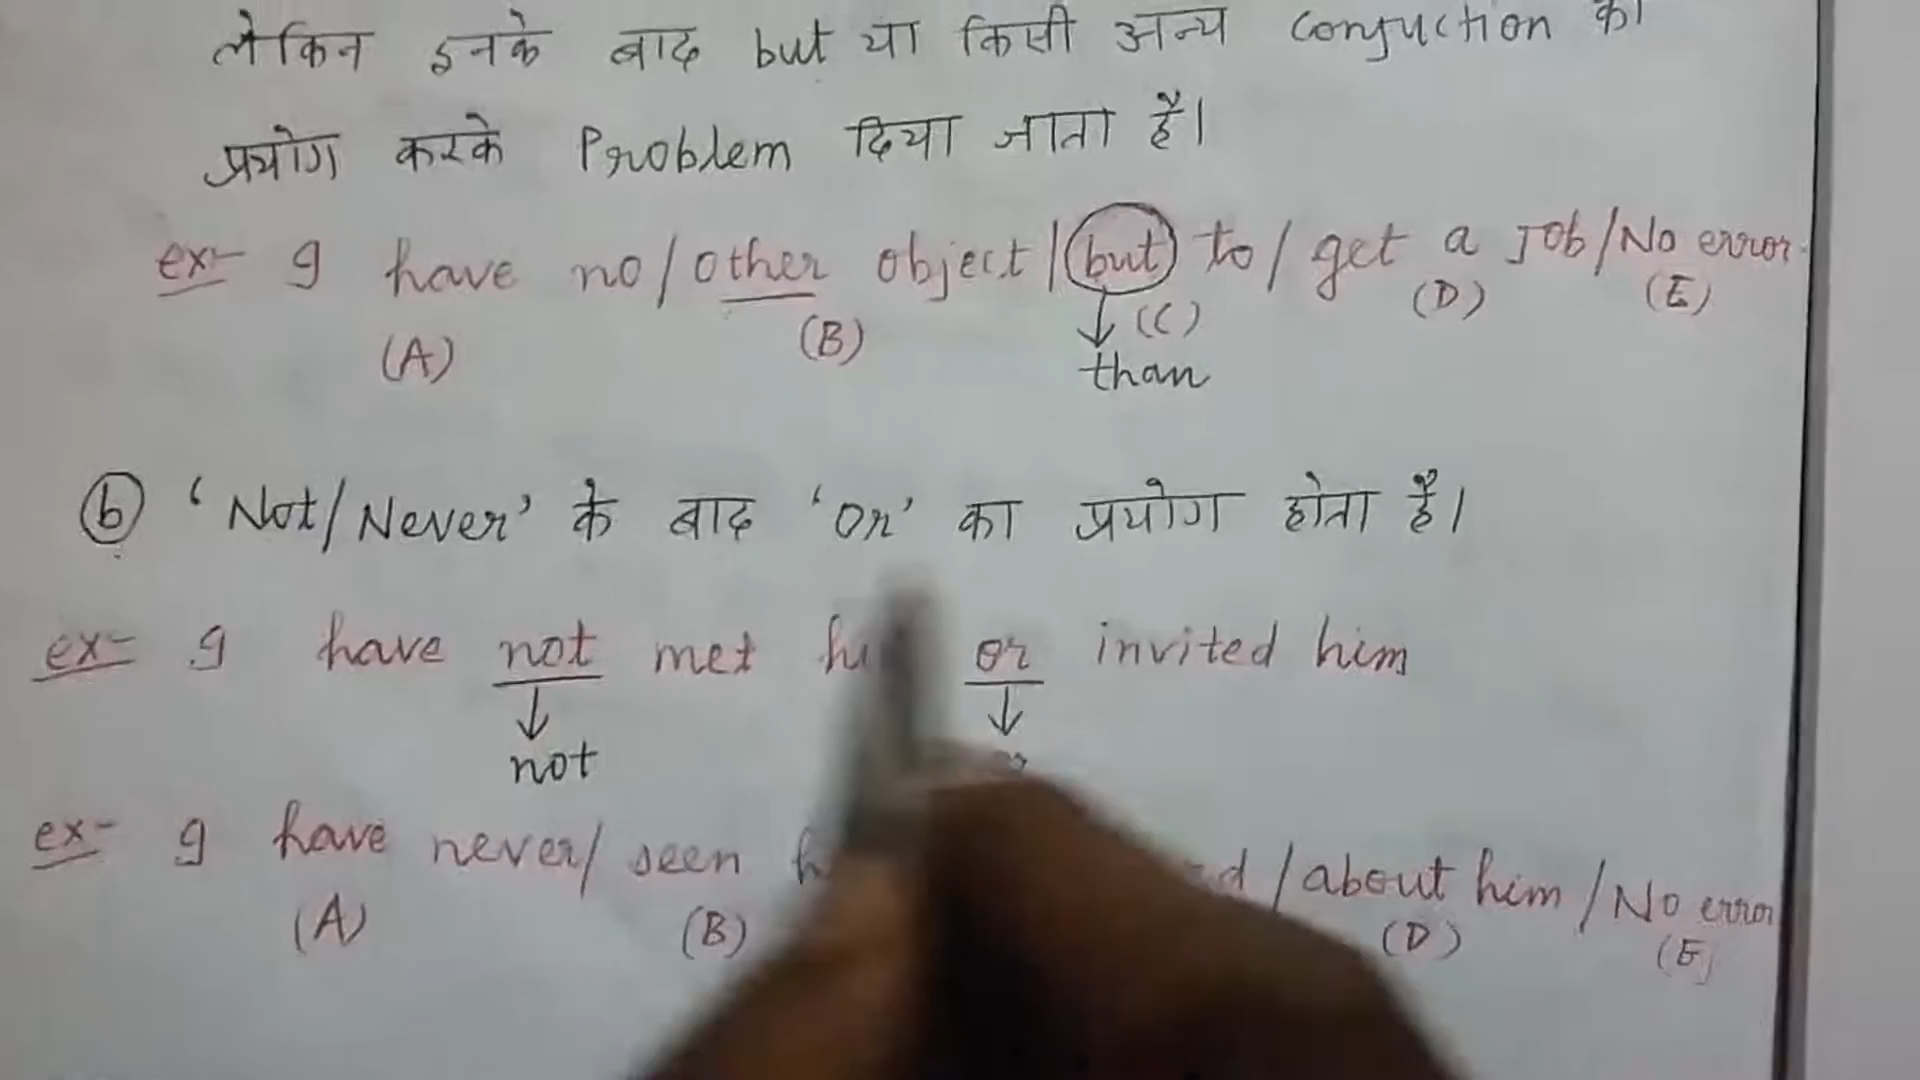 लेकिन इनके बाद but या किसी अन्य conjuction का
प्रयोग करके Problem दिया जाता है।
ex- I have no/other object/but to/get a Job/No error.
(A) (B) (C) (D) (E)
than
(b) 'Not/Never' के बाद 'or' का प्रयोग होता है।
ex- I have not met or invited him
not
ex- I have never/seen /about him/No error
(A) (B) (D) (E)